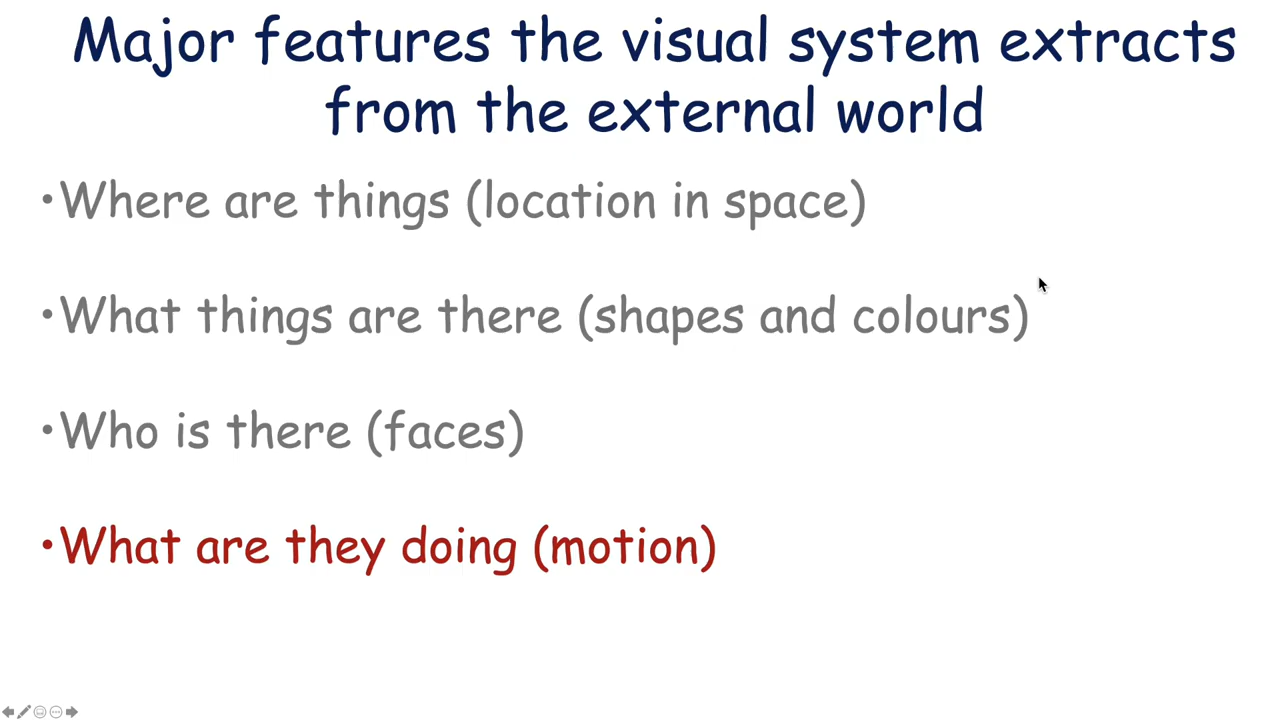 Major features the visual system extracts
from the external world
•Where are things (location in space)
•What things are there (shapes and colours)
•Who is there (faces)
•What are they doing (motion)